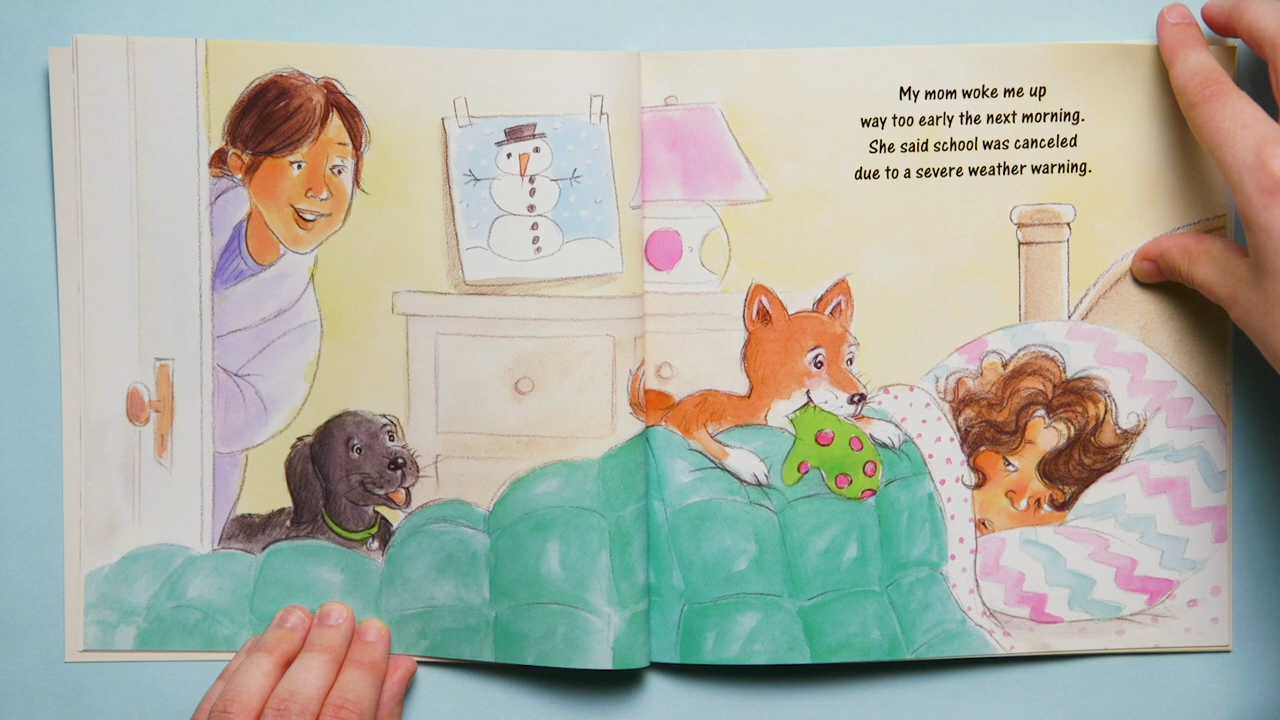 My mom woke me up
way too early the next morning.
She said school was canceled
due to a severe weather warning.